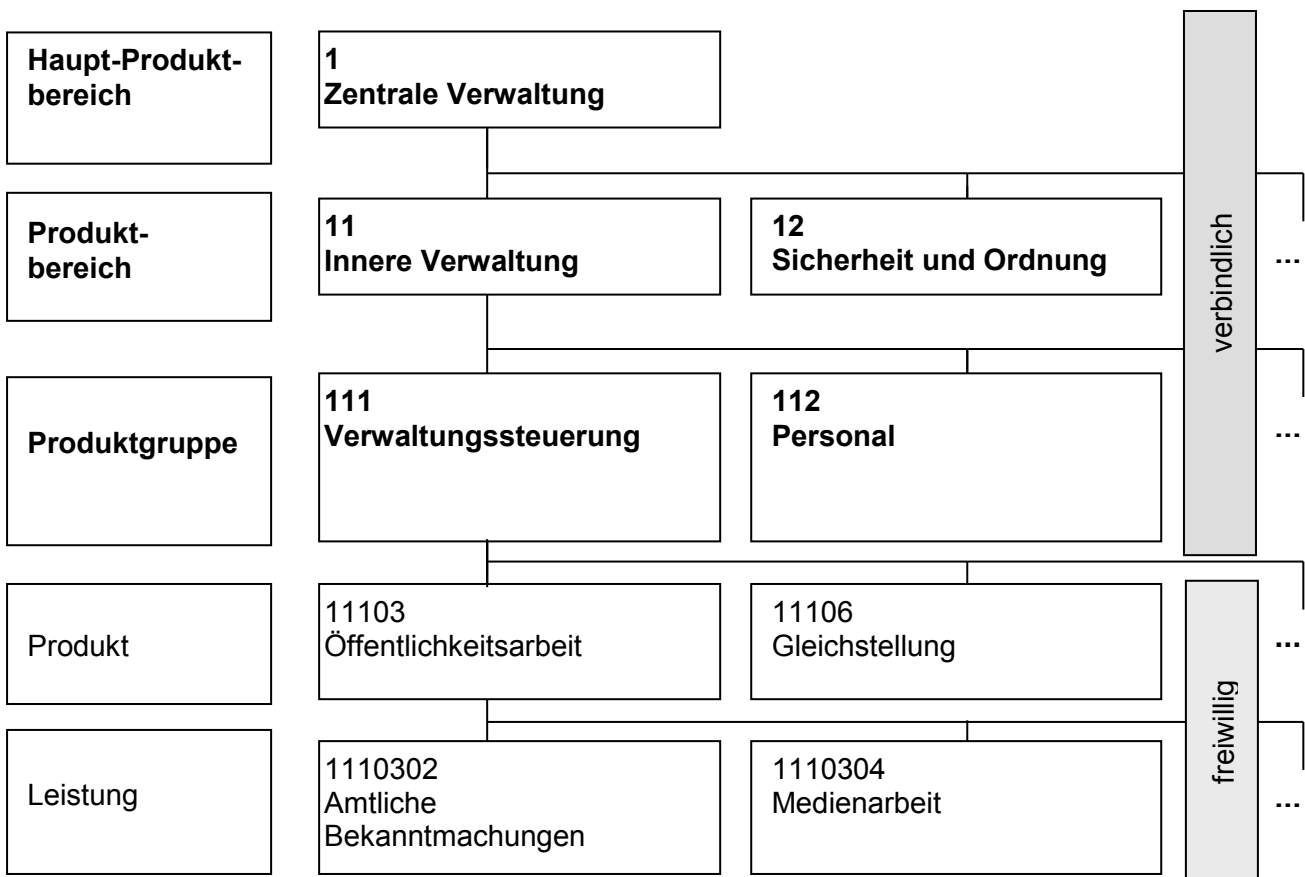 Haupt-Produkt-
bereich
1
Zentrale Verwaltung
Produkt-
bereich
11
Innere Verwaltung
12
Sicherheit und Ordnung
...
verbindlich
Produktgruppe
111
Verwaltungssteuerung
112
Personal
...
Produkt
11103
Öffentlichkeitsarbeit
11106
Gleichstellung
...
freiwillig
Leistung
1110302
Amtliche
Bekanntmachungen
1110304
Medienarbeit
...